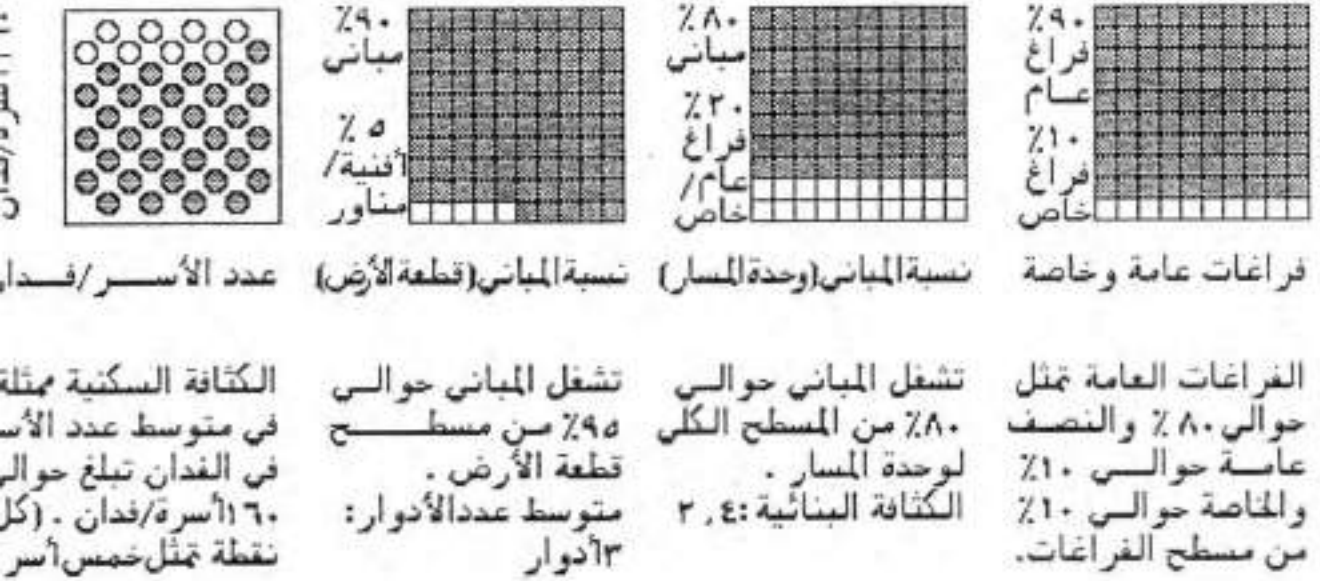 ٩٠٪
فراغ
عام
١٠٪
فراغ
خاص
فراغات عامة وخاصة
الفراغات العامة تمثل
حوالي ٨٠٪ والنصف
عامة حوالي ١٠٪
والخاصة حوالي ١٠٪
من مسطح الفراغات.
٨٠٪
مباني
٢٠٪
فراغ
عام/
خاص
نسبة المباني (وحدة المسار)
تشغل المباني حوالي
٨٠٪ من المسطح الكلي
لوحدة المسار .
الكثافة البنائية : ٢,٤
٩٠٪
مباني
٥ ٪
أفنية/
مناور
نسبة المباني (قطعة الأرض)
تشغل المباني حوالي
٩٥٪ من مسطح
قطعة الأرض .
متوسط عدد الأدوار :
٣ أدوار
عدد الأسر /فدان
الكثافة السكنية ممثلة
في متوسط عدد
في الفدان تبلغ حوالي
١٦٠ أسرة/فدان . (كل
نقطة تمثل خمس أسر